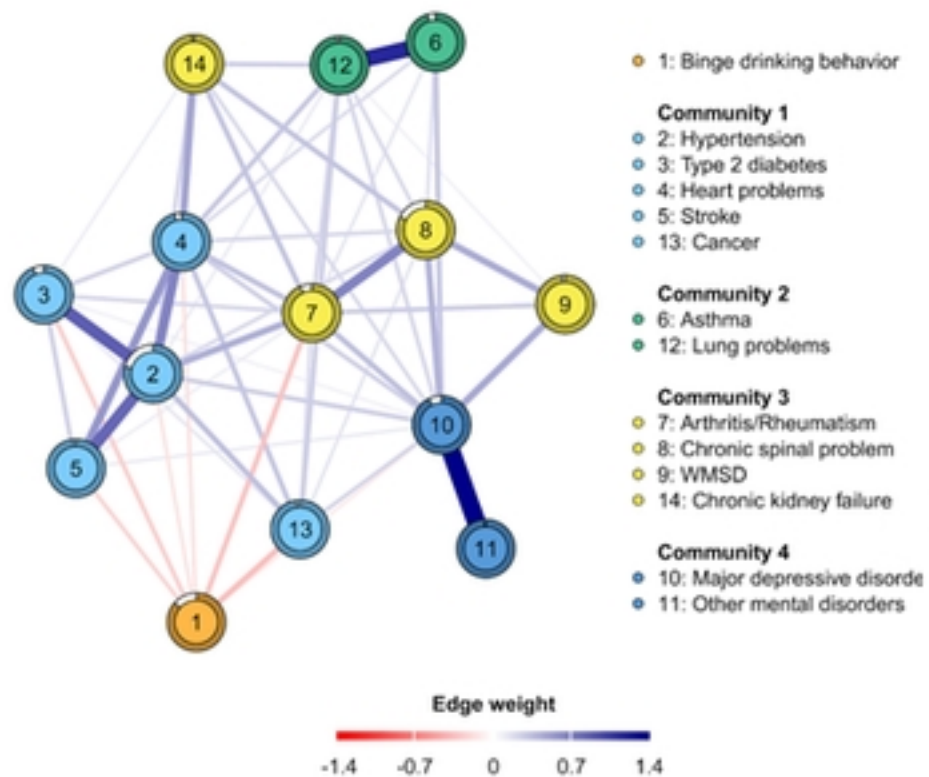 14
12
6
4
8
3
7
9
2
10
5
13
11
1
1: Binge drinking behavior
Community 1
2: Hypertension
3: Type 2 diabetes
4: Heart problems
5: Stroke
13: Cancer
Community 2
6: Asthma
12: Lung problems
Community 3
7: Arthritis/Rheumatism
8: Chronic spinal problem
9: WMSD
14: Chronic kidney failure
Community 4
10: Major depressive disorde
11: Other mental disorders
Edge weight
-1.4 -0.7 0 0.7 1.4